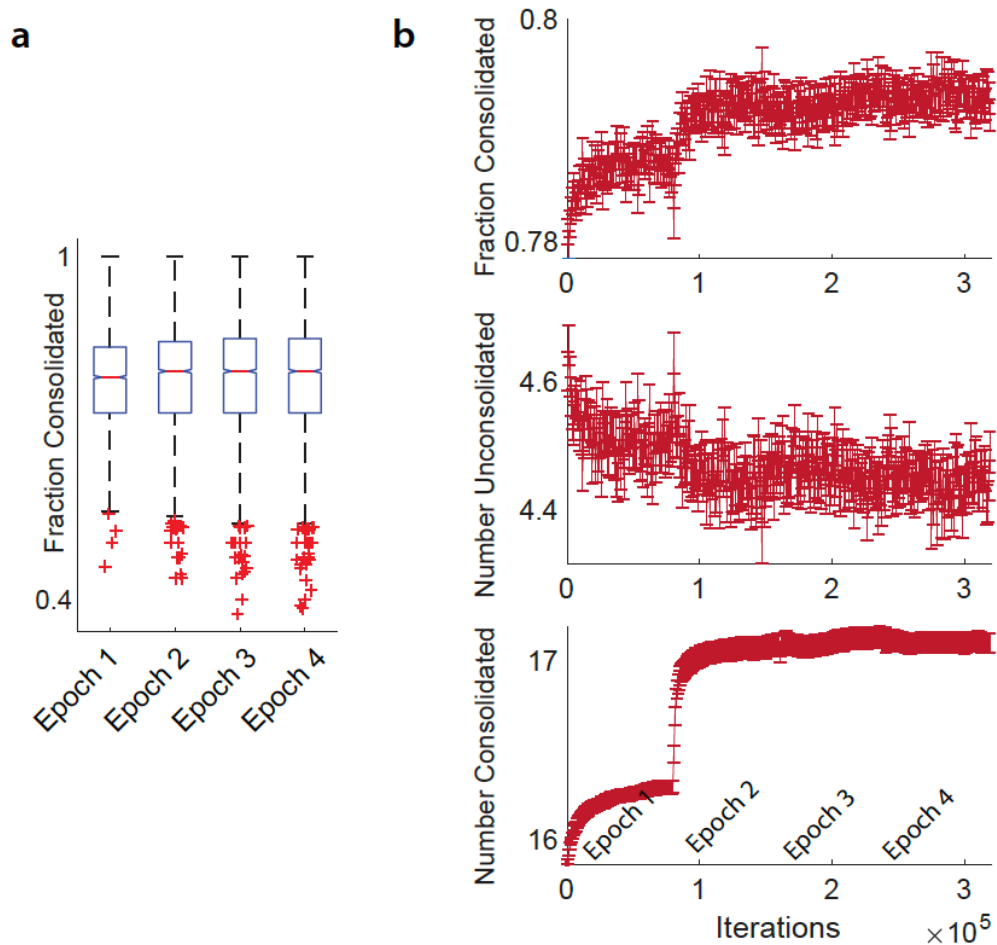 a
1
Fraction Consolidated
0.4
Epoch 1
Epoch 2
Epoch 3
Epoch 4
b
0.8
Fraction Consolidated
0.78
0
1
2
3
4.6
Number Unconsolidated
4.4
0
1
2
3
17
Number Consolidated
16
Epoch 1
Epoch 2
Epoch 3
Epoch 4
0
1
2
3
Iterations
×10⁵